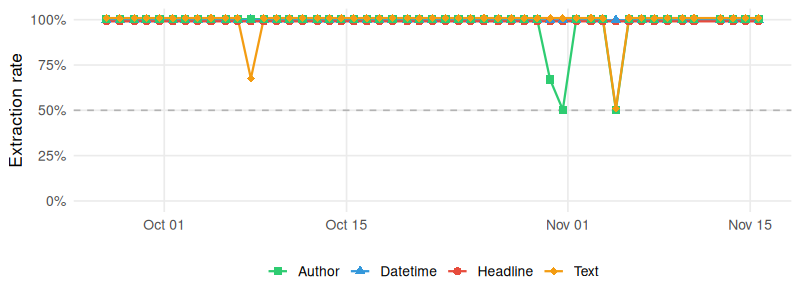 100%
75%
50%
25%
0%
Extraction rate
Oct 01 Oct 15 Nov 01 Nov 15
Author Datetime Headline Text